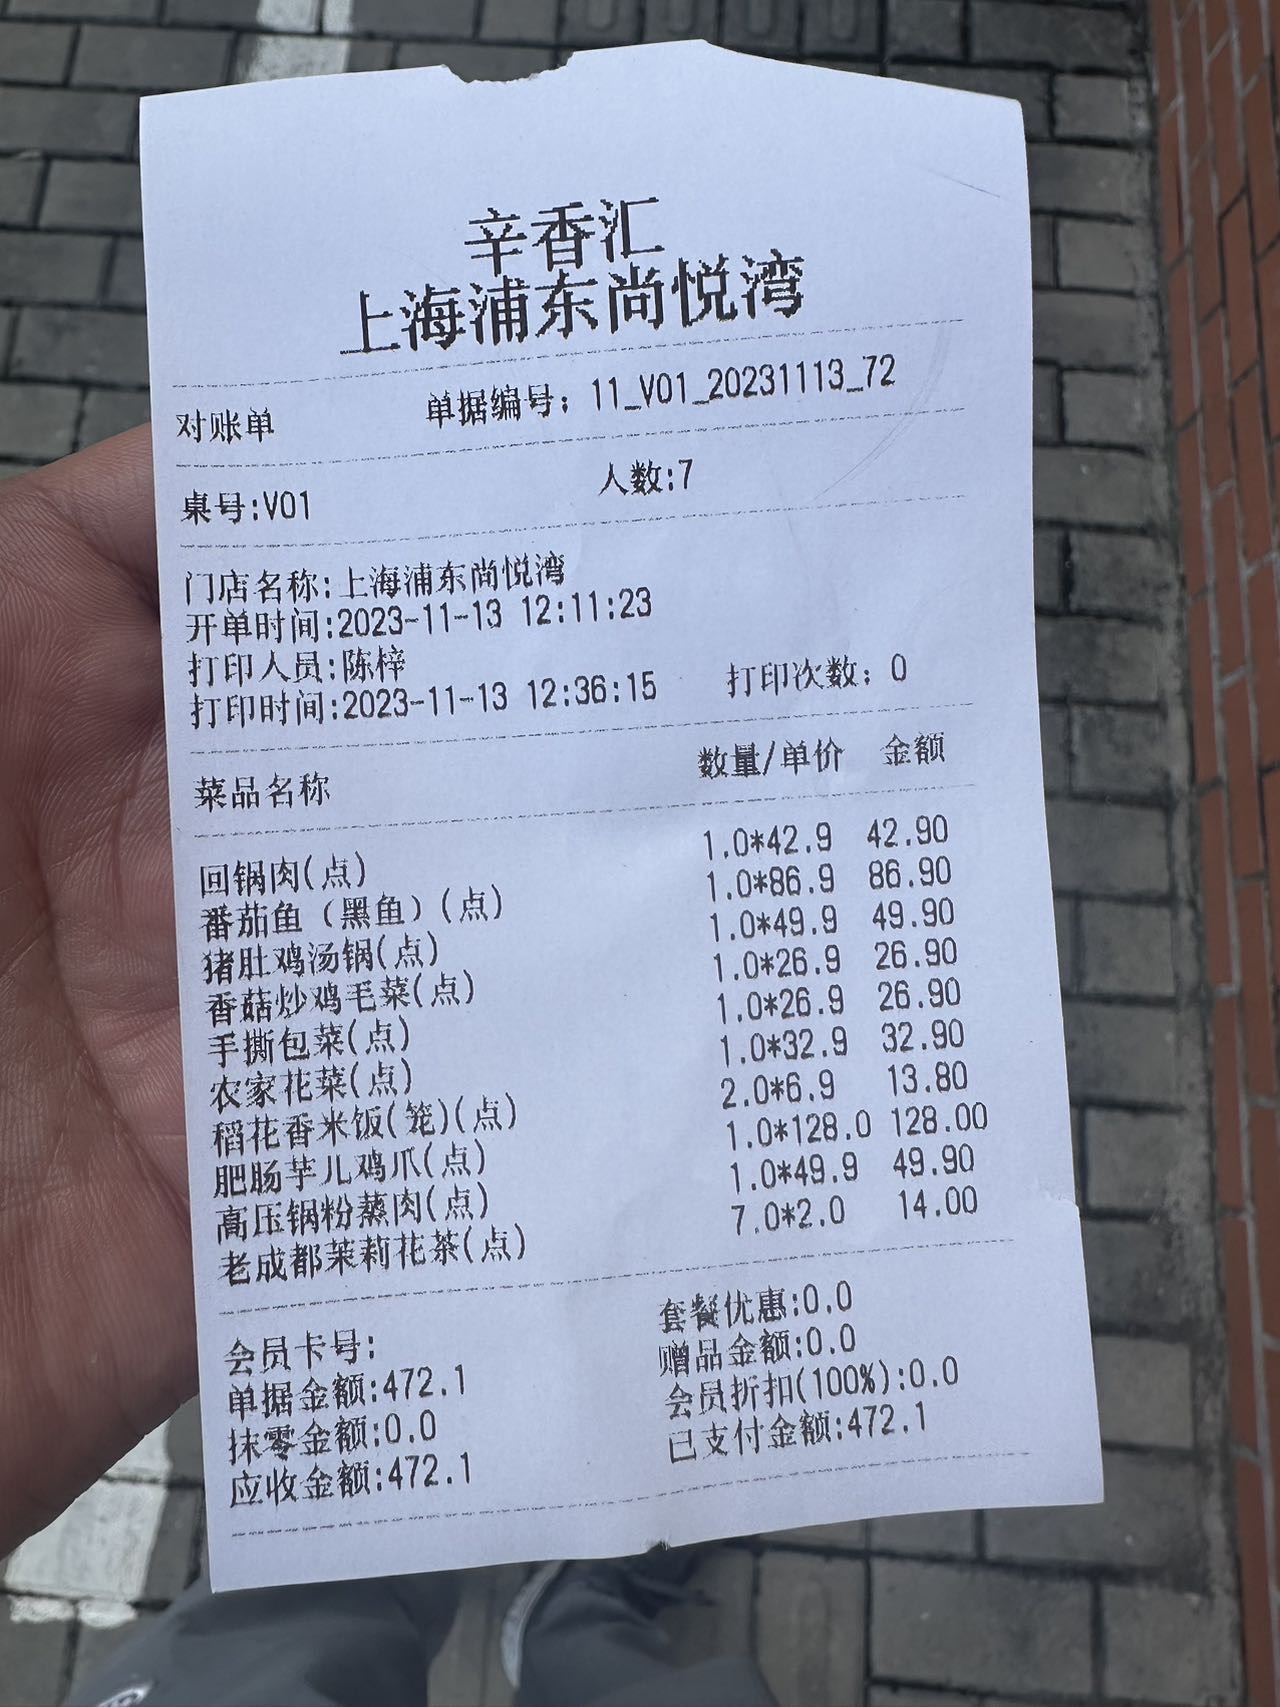 辛香汇
上海浦东尚悦湾
对账单 单据编号：11_V01_20231113_72
桌号:V01 人数:7
门店名称:上海浦东尚悦湾
开单时间:2023-11-13 12:11:23
打印人员:陈梓
打印时间:2023-11-13 12:36:15 打印次数：0
菜品名称 数量/单价 金额
回锅肉(点) 1.0*42.9 42.90
番茄鱼（黑鱼）(点) 1.0*86.9 86.90
猪肚鸡汤锅(点) 1.0*49.9 49.90
香菇炒鸡毛菜(点) 1.0*26.9 26.90
手撕包菜(点) 1.0*26.9 26.90
农家花菜(点) 1.0*32.9 32.90
稻花香米饭(笼)(点) 2.0*6.9 13.80
肥肠芋儿鸡爪(点) 1.0*128.0 128.00
高压锅粉蒸肉(点) 1.0*49.9 49.90
老成都茉莉花茶(点) 7.0*2.0 14.00
会员卡号: 套餐优惠:0.0
单据金额:472.1 赠品金额:0.0
抹零金额:0.0 会员折扣(100%):0.0
应收金额:472.1 已支付金额:472.1